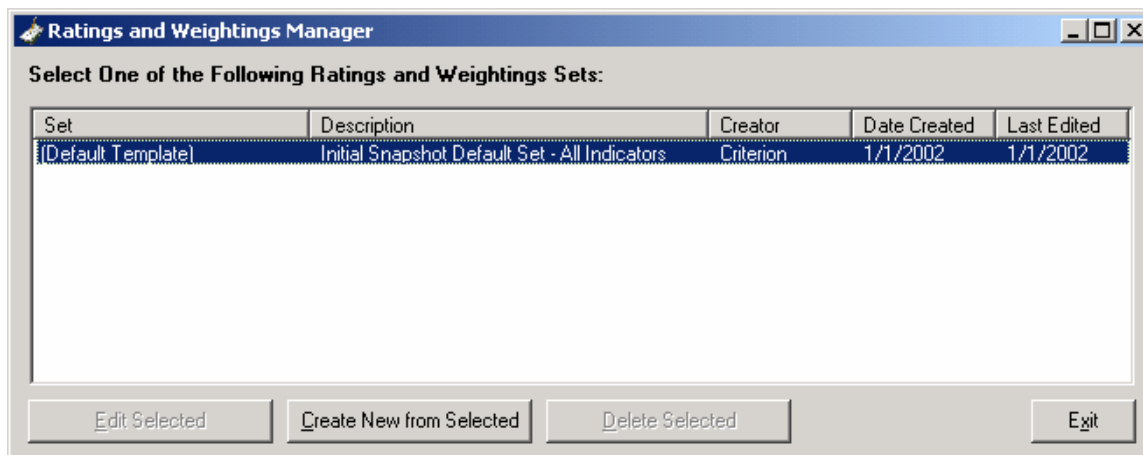 Ratings and Weightings Manager
Select One of the Following Ratings and Weightings Sets:
Set Description Creator Date Created Last Edited
(Default Template) Initial Snapshot Default Set - All Indicators Criterion 1/1/2002 1/1/2002
Edit Selected Create New from Selected Delete Selected Exit